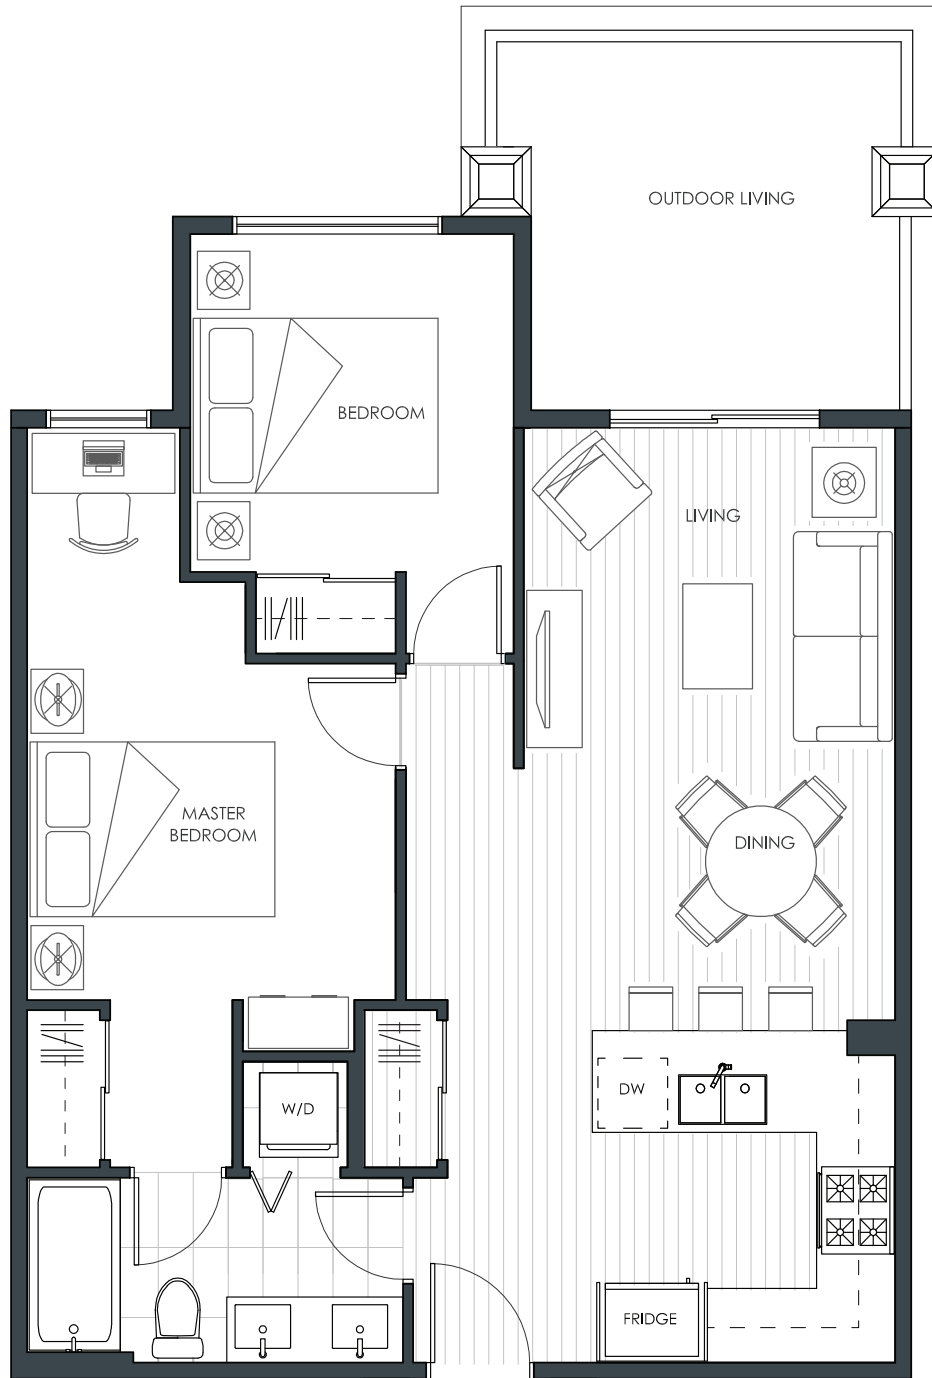 OUTDOOR LIVING
BEDROOM
LIVING
MASTER
BEDROOM
DINING
DW
W/D
FRIDGE